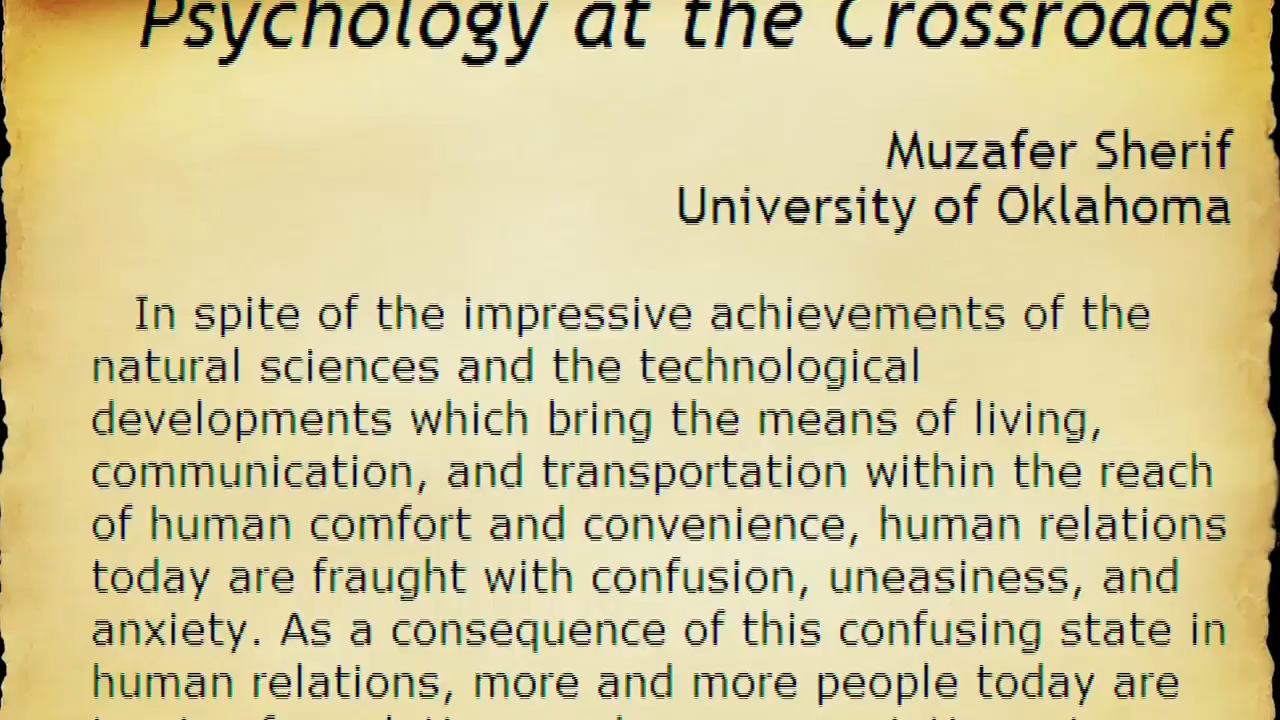 Psychology at the Crossroads
Muzafer Sherif
University of Oklahoma
In spite of the impressive achievements of the
natural sciences and the technological
developments which bring the means of living,
communication, and transportation within the reach
of human comfort and convenience, human relations
today are fraught with confusion, uneasiness, and
anxiety. As a consequence of this confusing state in
human relations, more and more people today are